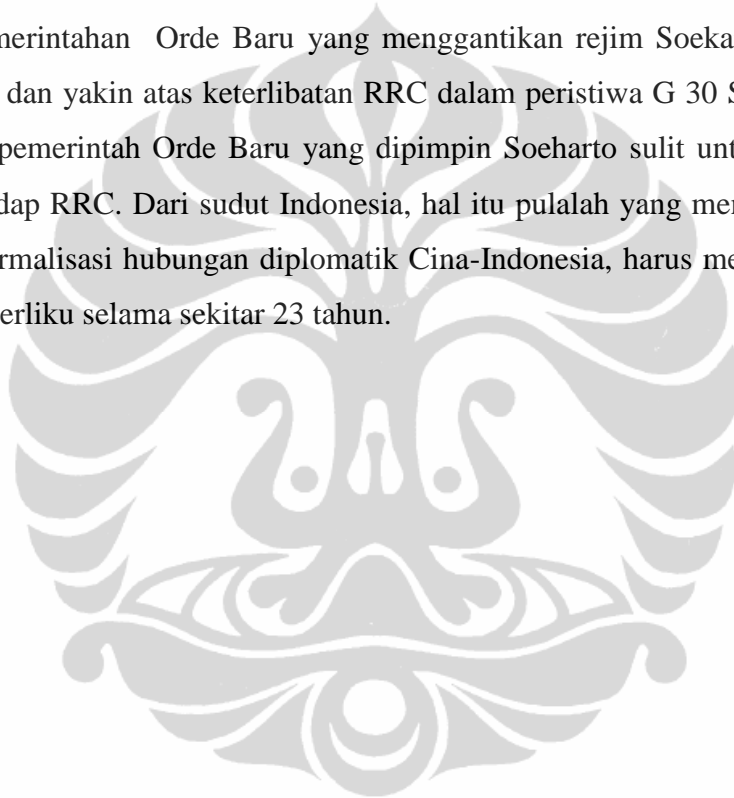 merintahan Orde Baru yang menggantikan rejim Soeka
dan yakin atas keterlibatan RRC dalam peristiwa G 30 S
pemerintah Orde Baru yang dipimpin Soeharto sulit unt
dap RRC. Dari sudut Indonesia, hal itu pulalah yang me
rmalisasi hubungan diplomatik Cina-Indonesia, harus me
erliku selama sekitar 23 tahun.